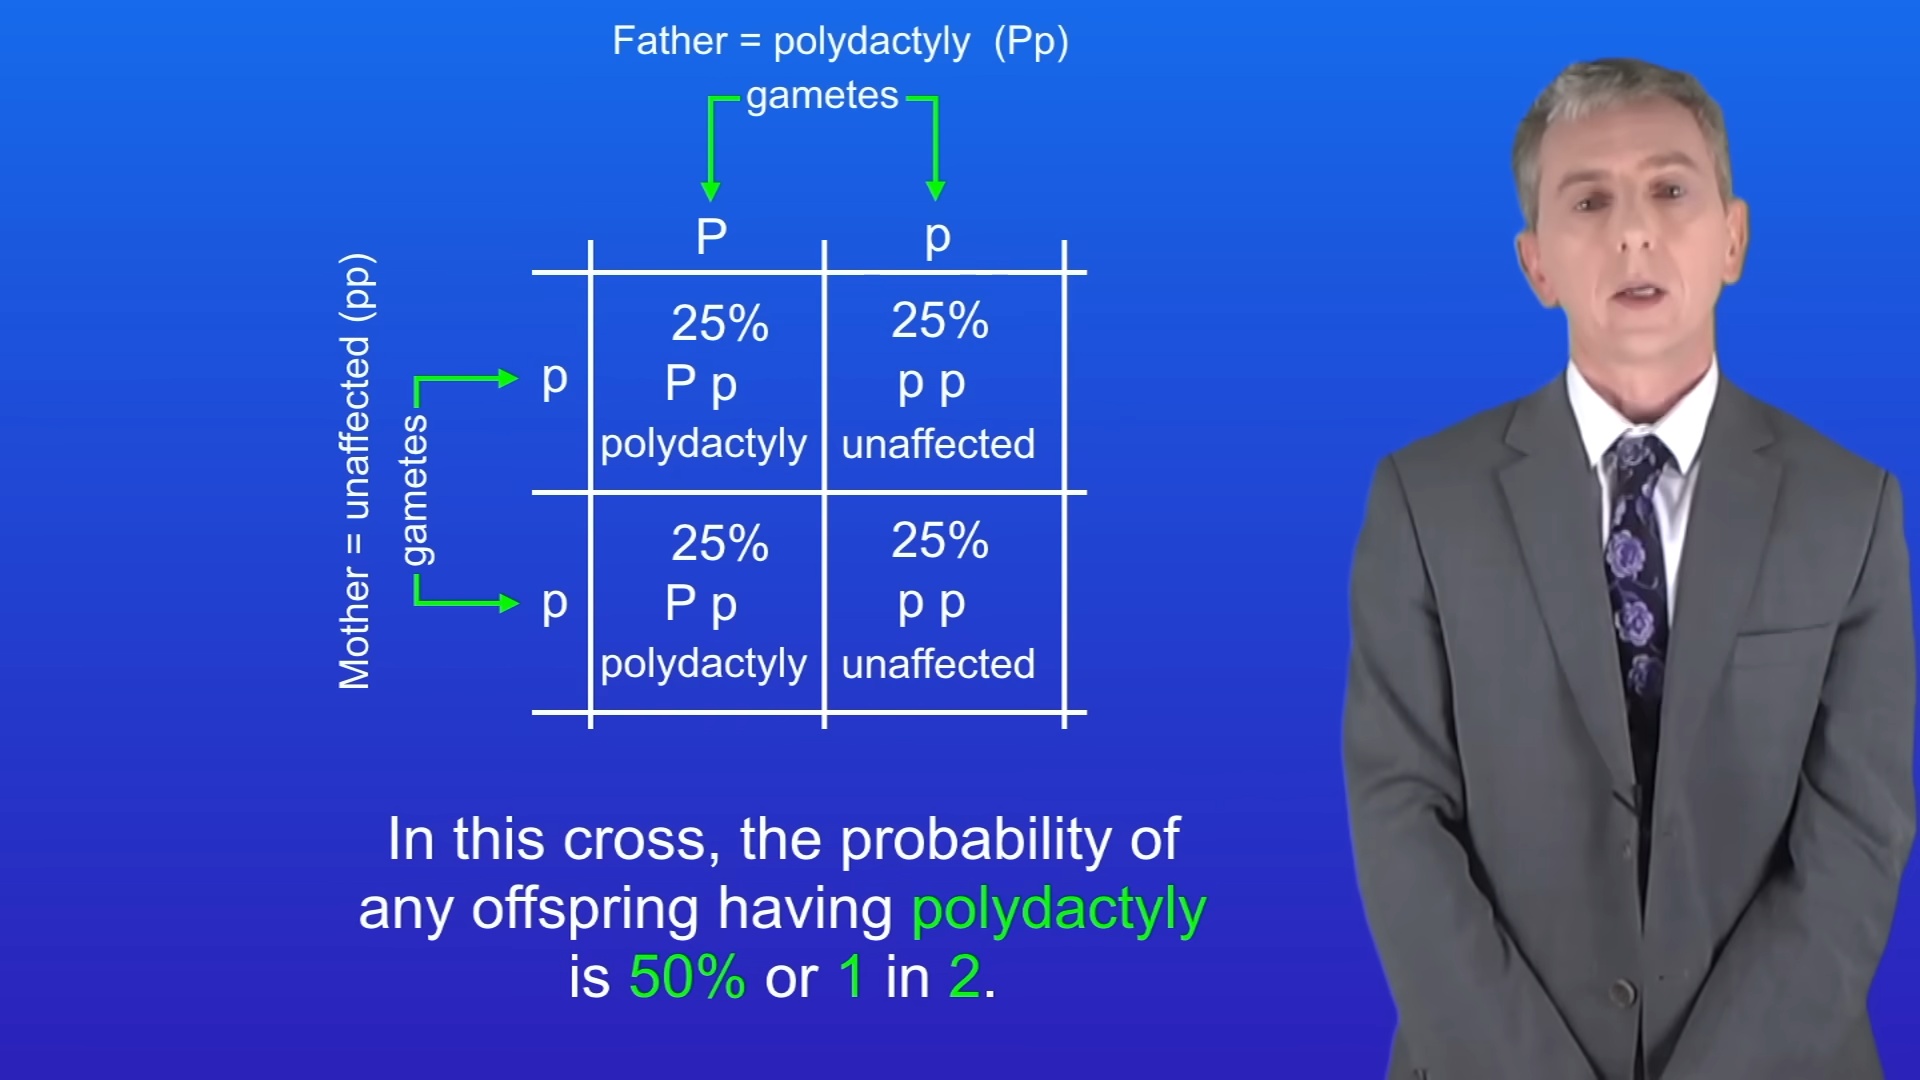 Father = polydactyly (Pp)
gametes
P p
Mother = unaffected (pp)
gametes
p
25% 25%
P p p p
polydactyly unaffected
p
25% 25%
P p p p
polydactyly unaffected
In this cross, the probability of
any offspring having polydactyly
is 50% or 1 in 2.